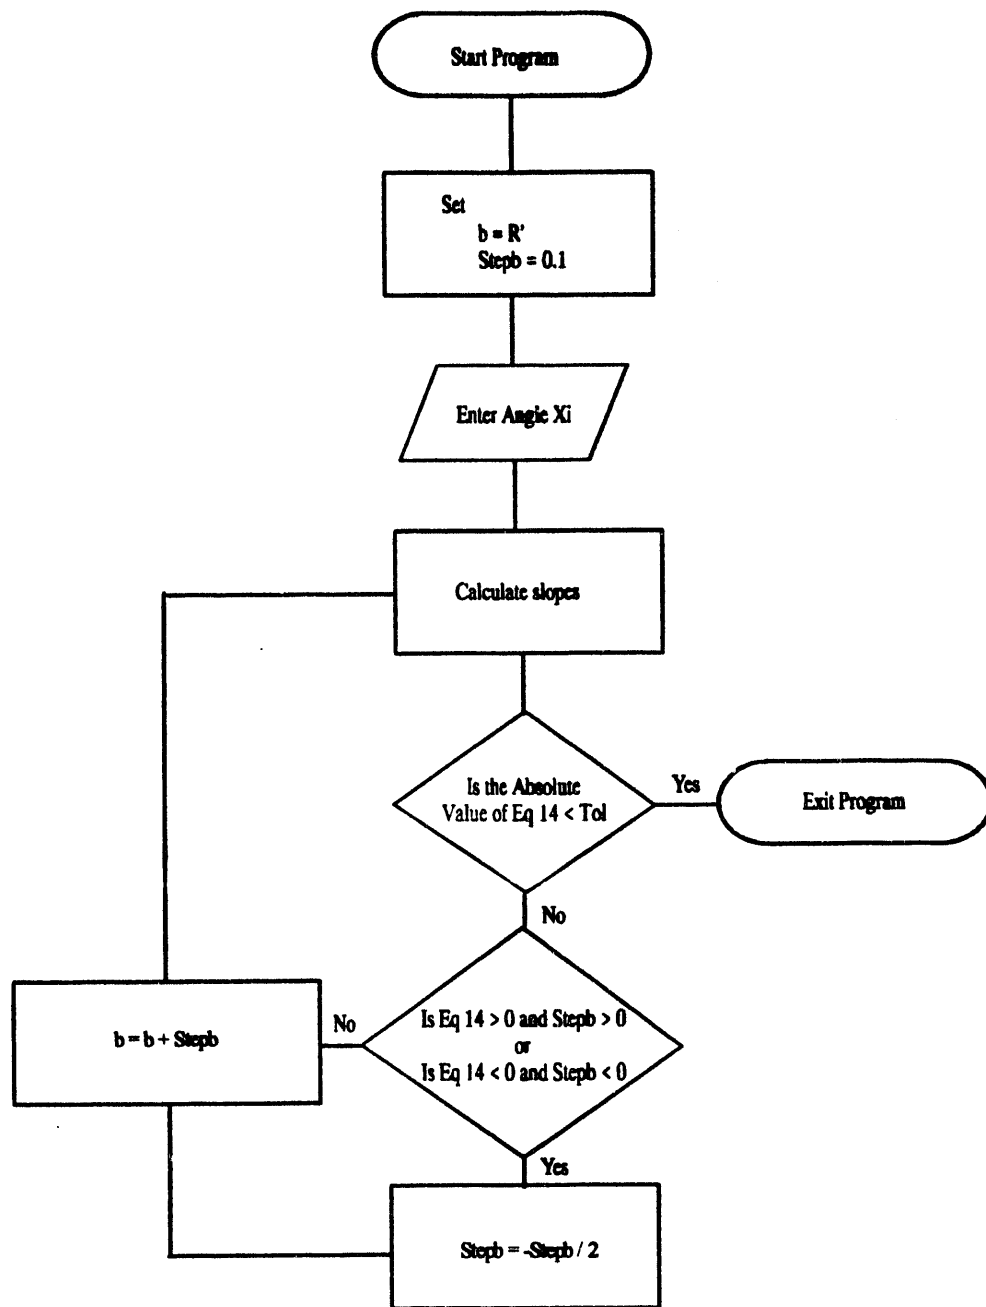 Start Program
Set
b = R'
Stepb = 0.1
Enter Angle Xi
Calculate slopes
Is the Absolute
Value of Eq 14 < Tol
Yes
Exit Program
No
Is Eq 14 > 0 and Stepb > 0
or
Is Eq 14 < 0 and Stepb < 0
No
b = b + Stepb
Yes
Stepb = -Stepb / 2